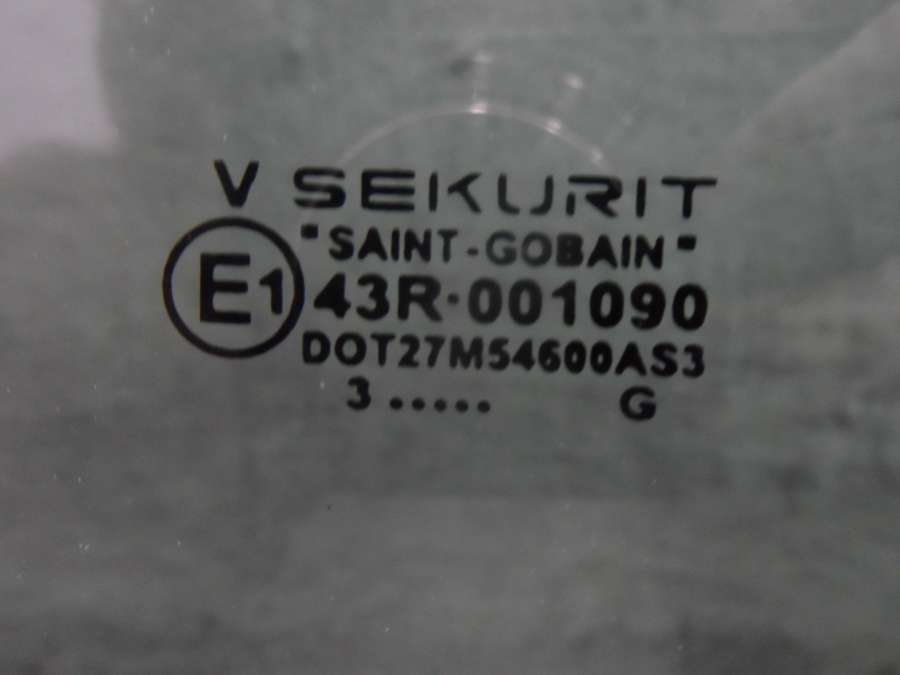 V SEKURIT
"SAINT-GOBAIN"
E1 43R·001090
DOT27M54600AS3
3 ..... G